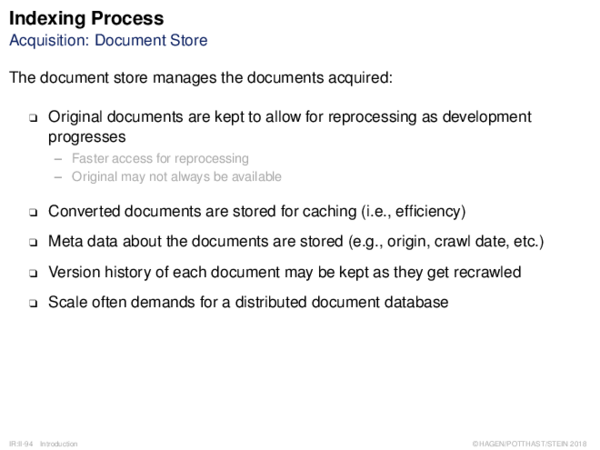 Indexing Process
Acquisition: Document Store
The document store manages the documents acquired:
❑ Original documents are kept to allow for reprocessing as development
progresses
– Faster access for reprocessing
– Original may not always be available
❑ Converted documents are stored for caching (i.e., efficiency)
❑ Meta data about the documents are stored (e.g., origin, crawl date, etc.)
❑ Version history of each document may be kept as they get recrawled
❑ Scale often demands for a distributed document database
IR:II-94 Introduction ©HAGEN/POTTHAST/STEIN 2018